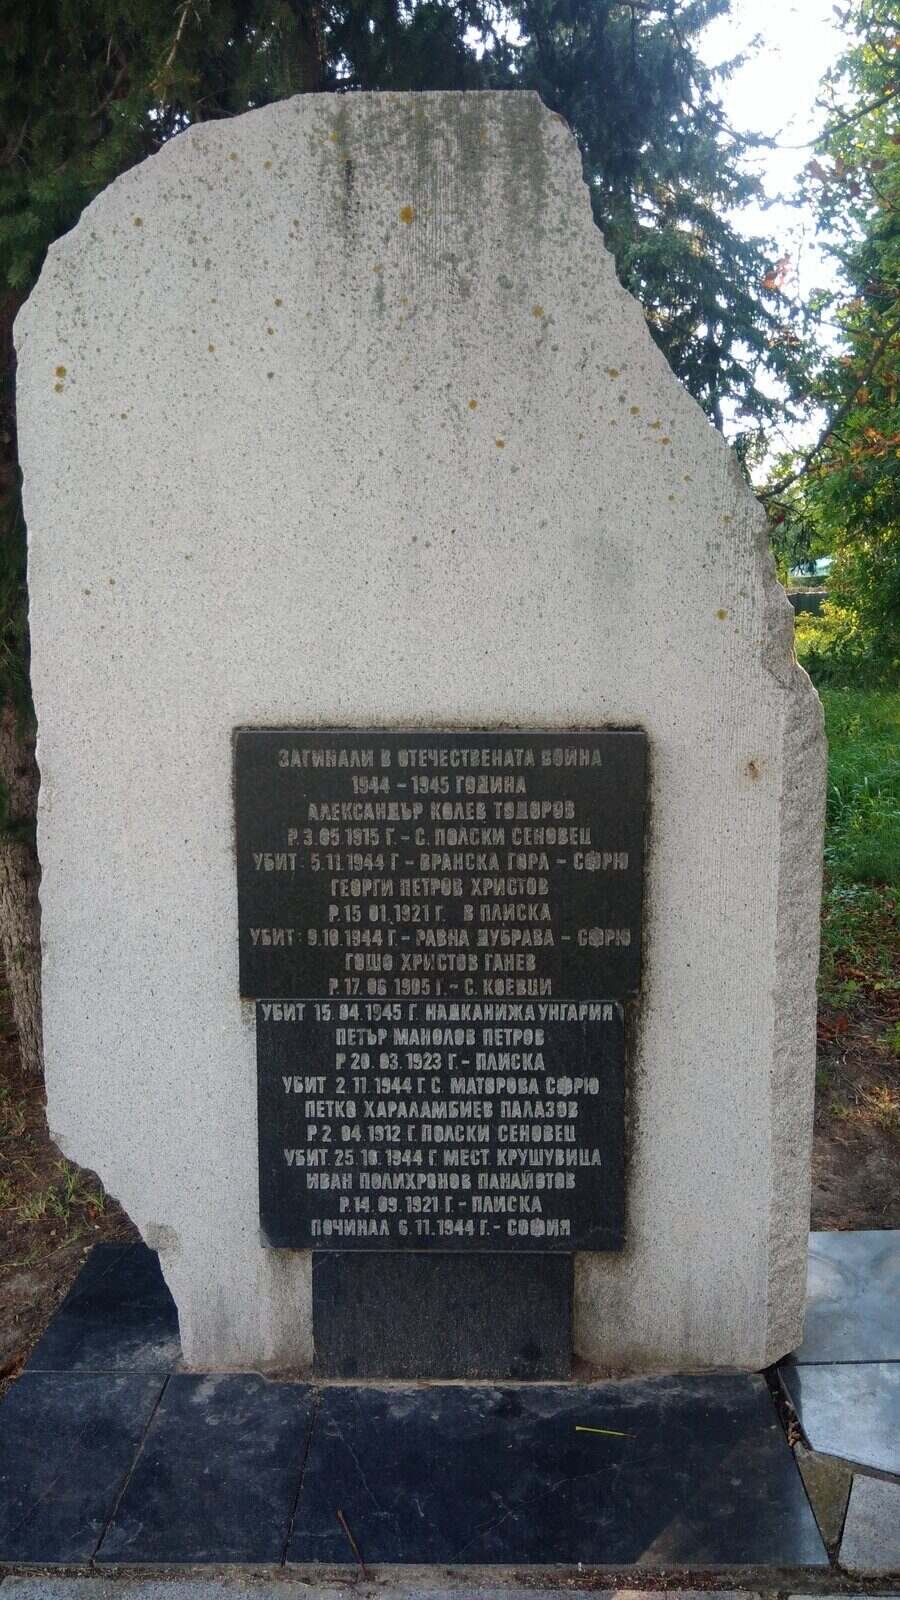 ЗАГИНАЛИ В ОТЕЧЕСТВЕНАТА ВОЙНА
1944 - 1945 ГОДИНА
АЛЕКСАНДЪР КОЛЕВ ТОДОРОВ
Р. 3.05.1915 Г. - С. ПОЛСКИ СЕНОВЕЦ
УБИТ: 5.11.1944 Г - ВРАНСКА ГОРА - СФРЮ
ГЕОРГИ ПЕТРОВ ХРИСТОВ
Р. 15 01.1921 Г. В ПЛИСКА
УБИТ: 9.10.1944 Г. - РАВНА ДУБРАВА - СФРЮ
ГОШО ХРИСТОВ ГАНЕВ
Р. 17.06 1905 Г. - С. КОЕВЦИ
УБИТ 15.04.1945 Г. НАДКАНИЖА УНГАРИЯ
ПЕТЪР МАНОЛОВ ПЕТРОВ
Р. 20.03.1923 Г. - ПЛИСКА
УБИТ 2.11.1944 Г. С. МАТОРОВА СФРЮ
ПЕТКО ХАРАЛАМБИЕВ ПАЛАЗОВ
Р. 2.04.1912 Г. ПОЛСКИ СЕНОВЕЦ
УБИТ. 25.10.1944 Г. МЕСТ. КРУШУВИЦА
ИВАН ПОЛИХРОНОВ ПАНАЙОТОВ
Р. 14.09.1921 Г. - ПЛИСКА
ПОЧИНАЛ 6.11.1944 Г. - СОФИЯ